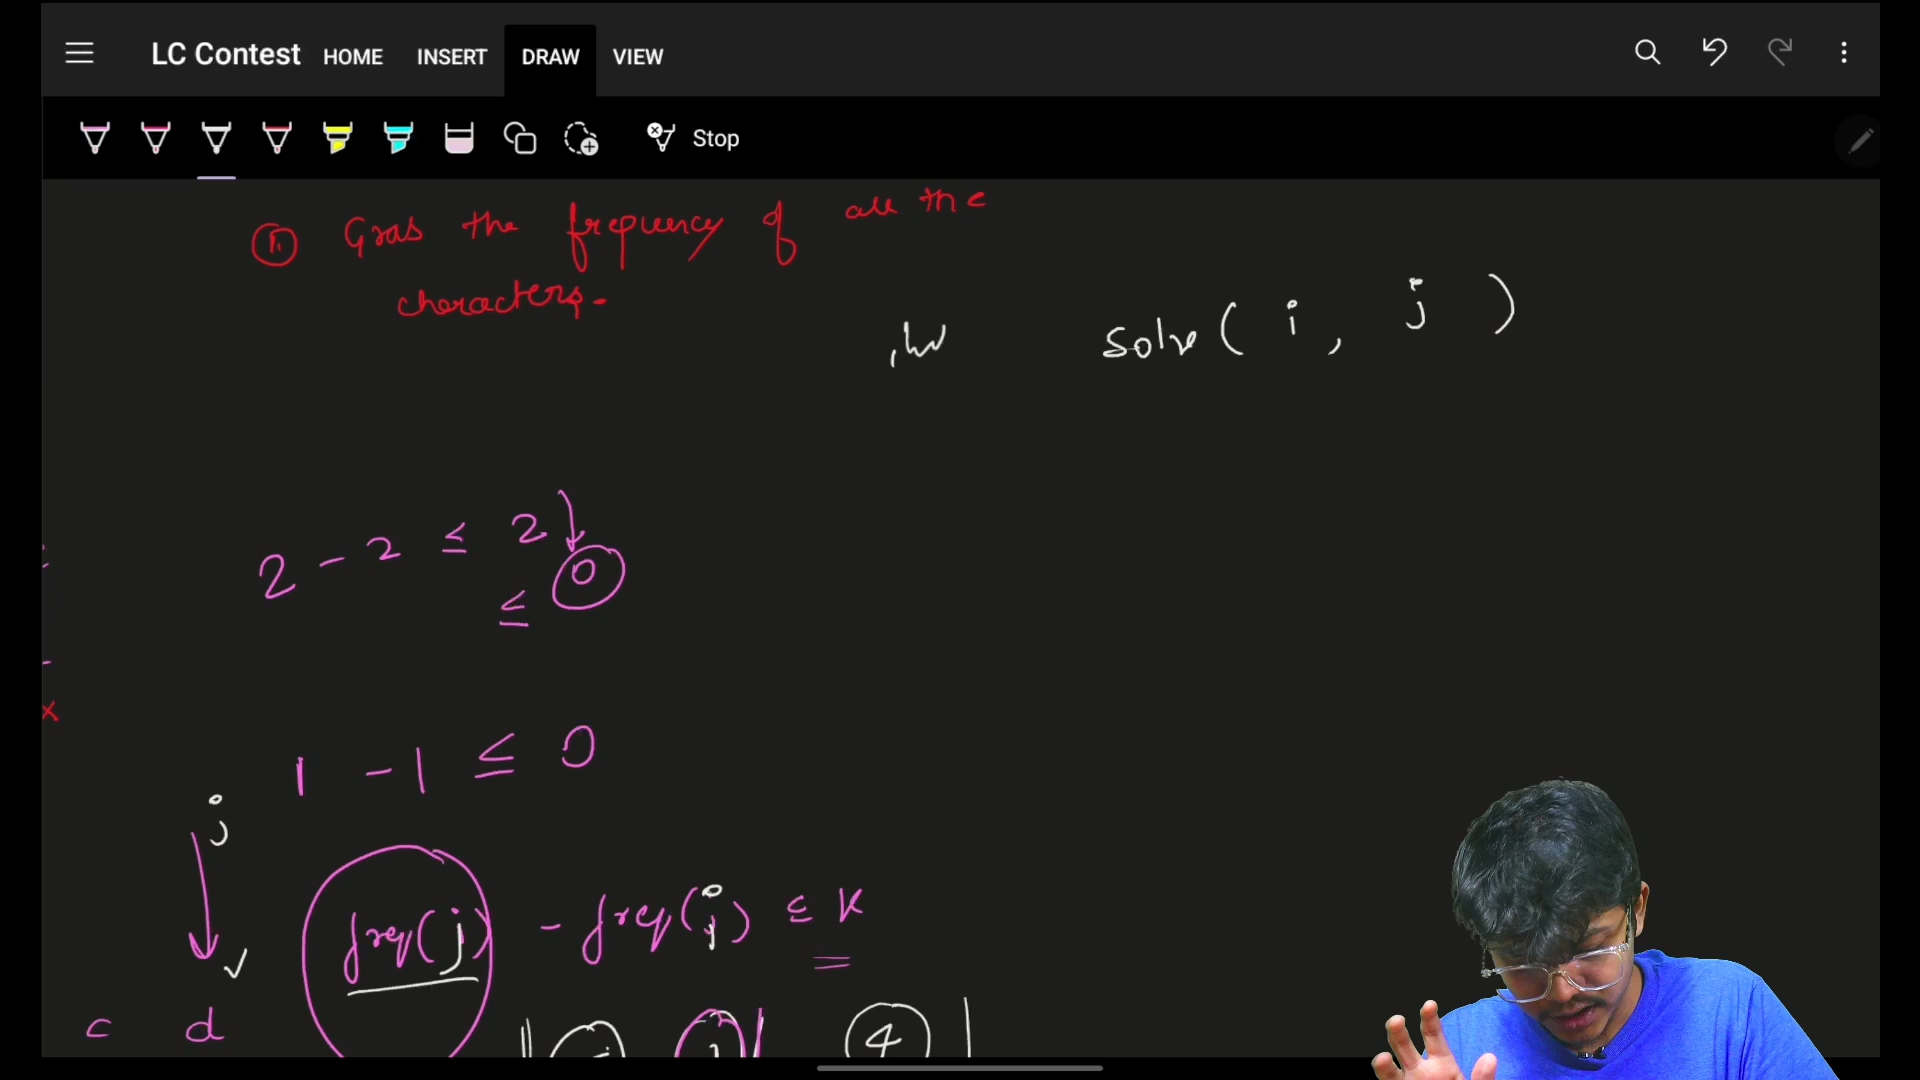 LC Contest HOME INSERT DRAW VIEW
Stop
1. Grab the frequency of all the
characters.
int solve( i , j )
2 - 2 ≤ 2
≤ 0
x
1 - 1 ≤ 0
j
freq(j) - freq(i) ≤ k
c d
4